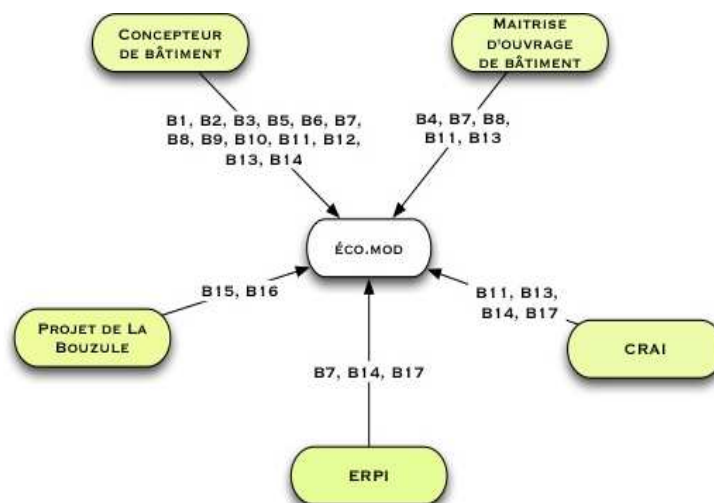 CONCEPTEUR
DE BÂTIMENT
MAITRISE
D'OUVRAGE
DE BÂTIMENT
B1, B2, B3, B5, B6, B7,
B8, B9, B10, B11, B12,
B13, B14
B4, B7, B8,
B11, B13
ÉCO.MOD
B15, B16
B11, B13,
B14, B17
PROJET DE LA
BOUZULE
CRAI
B7, B14, B17
ERPI